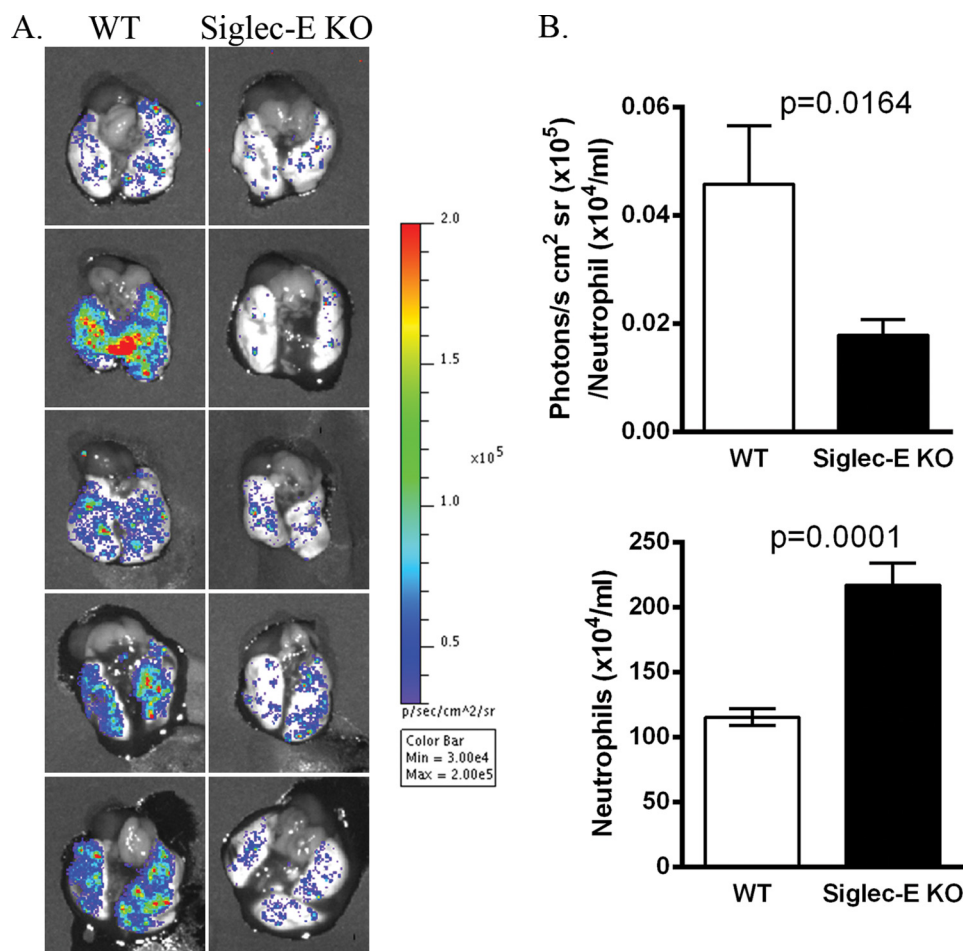 A.
WT
Siglec-E KO
2.0
1.5
x10⁵
1.0
0.5
p/sec/cm^2/sr
Color Bar
Min = 3.00e4
Max = 2.00e5
B.
p=0.0164
Photons/s cm² sr (x10⁵)
/Neutrophil (x10⁴/ml)
0.06
0.04
0.02
0.00
WT
Siglec-E KO
p=0.0001
Neutrophils (x10⁴/ml)
250
200
150
100
50
0
WT
Siglec-E KO